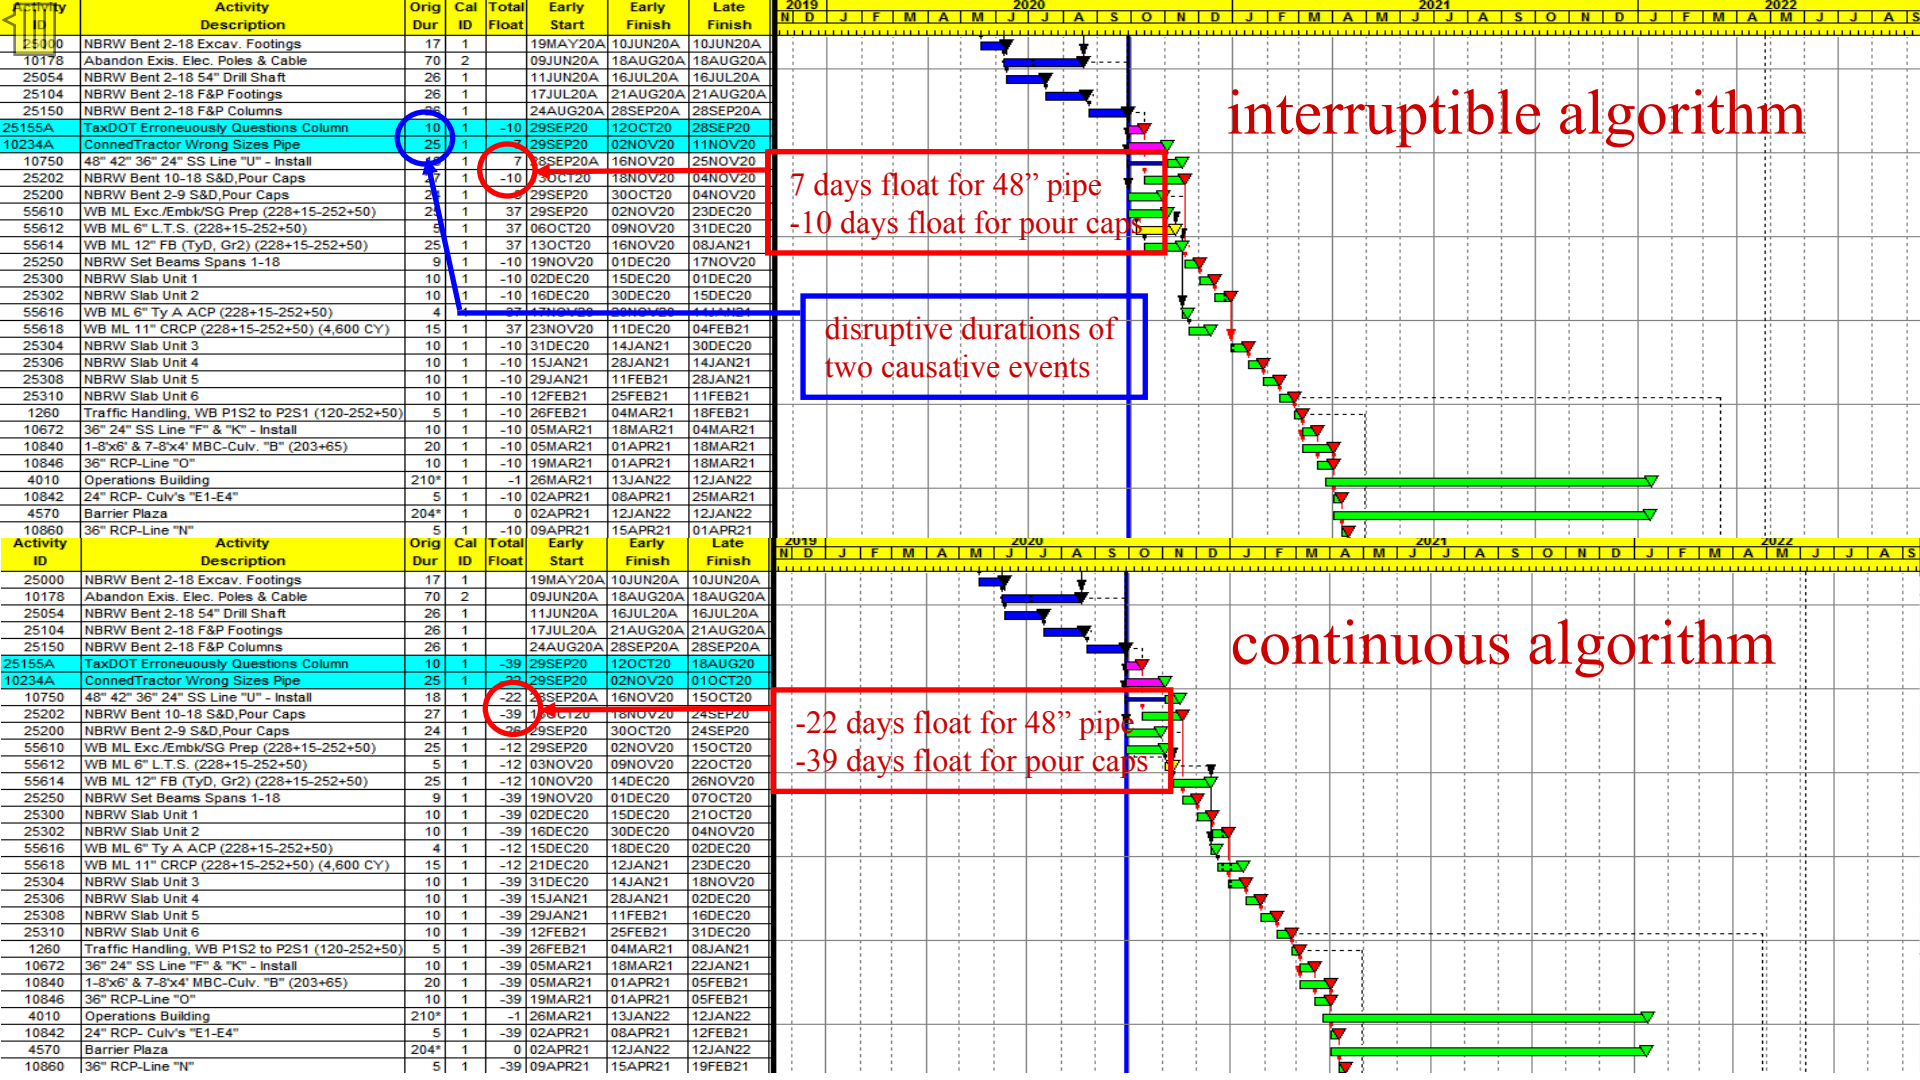 Activity Activity Orig Cal Total Early Early Late 2019 2020 2021 2022
ID Description Dur ID Float Start Finish Finish N D J F M A M J J A S O N D J F M A M J J A S O N D J F M A M J J A S
25000 NBRW Bent 2-18 Excav. Footings 17 1 19MAY20A 10JUN20A 10JUN20A
10178 Abandon Exis. Elec. Poles & Cable 70 2 09JUN20A 18AUG20A 18AUG20A
25054 NBRW Bent 2-18 54" Drill Shaft 26 1 11JUN20A 16JUL20A 16JUL20A
25104 NBRW Bent 2-18 F&P Footings 26 1 17JUL20A 21AUG20A 21AUG20A
25150 NBRW Bent 2-18 F&P Columns 26 1 24AUG20A 28SEP20A 28SEP20A
interruptible algorithm
25155A TaxDOT Erroneuously Questions Column 10 1 -10 29SEP20 12OCT20 28SEP20
10234A ConnedTractor Wrong Sizes Pipe 25 1 29SEP20 02NOV20 11NOV20
10750 48" 42" 36" 24" SS Line "U" - Install 1 7 28SEP20A 16NOV20 25NOV20
25202 NBRW Bent 10-18 S&D,Pour Caps 27 1 -10 OCT20 18NOV20 04NOV20
25200 NBRW Bent 2-9 S&D,Pour Caps 1 29SEP20 30OCT20 04NOV20
55610 WB ML Exc./Embk/SG Prep (228+15-252+50) 25 1 37 29SEP20 02NOV20 23DEC20
55612 WB ML 6" L.T.S. (228+15-252+50) 5 1 37 06OCT20 09NOV20 31DEC20
55614 WB ML 12" FB (TyD, Gr2) (228+15-252+50) 25 1 37 13OCT20 16NOV20 08JAN21
25250 NBRW Set Beams Spans 1-18 9 1 -10 19NOV20 01DEC20 17NOV20
25300 NBRW Slab Unit 1 10 1 -10 02DEC20 15DEC20 01DEC20
25302 NBRW Slab Unit 2 10 1 -10 16DEC20 30DEC20 15DEC20
55616 WB ML 6" Ty A ACP (228+15-252+50) 4 1 37 17NOV20 20NOV20 14JAN21
55618 WB ML 11" CRCP (228+15-252+50) (4,600 CY) 15 1 37 23NOV20 11DEC20 04FEB21
25304 NBRW Slab Unit 3 10 1 -10 31DEC20 14JAN21 30DEC20
25306 NBRW Slab Unit 4 10 1 -10 15JAN21 28JAN21 14JAN21
25308 NBRW Slab Unit 5 10 1 -10 29JAN21 11FEB21 28JAN21
25310 NBRW Slab Unit 6 10 1 -10 12FEB21 25FEB21 11FEB21
1260 Traffic Handling, WB P1S2 to P2S1 (120-252+50) 5 1 -10 26FEB21 04MAR21 18FEB21
10672 36" 24" SS Line "F" & "K" - Install 10 1 -10 05MAR21 18MAR21 04MAR21
10840 1-8'x6' & 7-8'x4' MBC-Culv. "B" (203+65) 20 1 -10 05MAR21 01APR21 18MAR21
10846 36" RCP-Line "O" 10 1 -10 19MAR21 01APR21 18MAR21
4010 Operations Building 210* 1 -1 26MAR21 13JAN22 12JAN22
10842 24" RCP- Culv's "E1-E4" 5 1 -10 02APR21 08APR21 25MAR21
4570 Barrier Plaza 204* 1 0 02APR21 12JAN22 12JAN22
10860 36" RCP-Line "N" 5 1 -10 09APR21 15APR21 01APR21
7 days float for 48” pipe
-10 days float for pour caps
disruptive durations of
two causative events
Activity Activity Orig Cal Total Early Early Late 2019 2020 2021 2022
ID Description Dur ID Float Start Finish Finish N D J F M A M J J A S O N D J F M A M J J A S O N D J F M A M J J A S
25000 NBRW Bent 2-18 Excav. Footings 17 1 19MAY20A 10JUN20A 10JUN20A
10178 Abandon Exis. Elec. Poles & Cable 70 2 09JUN20A 18AUG20A 18AUG20A
25054 NBRW Bent 2-18 54" Drill Shaft 26 1 11JUN20A 16JUL20A 16JUL20A
25104 NBRW Bent 2-18 F&P Footings 26 1 17JUL20A 21AUG20A 21AUG20A
25150 NBRW Bent 2-18 F&P Columns 26 1 24AUG20A 28SEP20A 28SEP20A
continuous algorithm
25155A TaxDOT Erroneuously Questions Column 10 1 -39 29SEP20 12OCT20 18AUG20
10234A ConnedTractor Wrong Sizes Pipe 25 1 29SEP20 02NOV20 01OCT20
10750 48" 42" 36" 24" SS Line "U" - Install 18 1 -22 28SEP20A 16NOV20 15OCT20
25202 NBRW Bent 10-18 S&D,Pour Caps 27 1 -39 13OCT20 18NOV20 24SEP20
25200 NBRW Bent 2-9 S&D,Pour Caps 24 1 29SEP20 30OCT20 24SEP20
55610 WB ML Exc./Embk/SG Prep (228+15-252+50) 25 1 -12 29SEP20 02NOV20 15OCT20
55612 WB ML 6" L.T.S. (228+15-252+50) 5 1 -12 03NOV20 09NOV20 22OCT20
55614 WB ML 12" FB (TyD, Gr2) (228+15-252+50) 25 1 -12 10NOV20 14DEC20 26NOV20
25250 NBRW Set Beams Spans 1-18 9 1 -39 19NOV20 01DEC20 07OCT20
25300 NBRW Slab Unit 1 10 1 -39 02DEC20 15DEC20 21OCT20
25302 NBRW Slab Unit 2 10 1 -39 16DEC20 30DEC20 04NOV20
55616 WB ML 6" Ty A ACP (228+15-252+50) 4 1 -12 15DEC20 18DEC20 02DEC20
55618 WB ML 11" CRCP (228+15-252+50) (4,600 CY) 15 1 -12 21DEC20 12JAN21 23DEC20
25304 NBRW Slab Unit 3 10 1 -39 31DEC20 14JAN21 18NOV20
25306 NBRW Slab Unit 4 10 1 -39 15JAN21 28JAN21 02DEC20
25308 NBRW Slab Unit 5 10 1 -39 29JAN21 11FEB21 16DEC20
25310 NBRW Slab Unit 6 10 1 -39 12FEB21 25FEB21 31DEC20
1260 Traffic Handling, WB P1S2 to P2S1 (120-252+50) 5 1 -39 26FEB21 04MAR21 08JAN21
10672 36" 24" SS Line "F" & "K" - Install 10 1 -39 05MAR21 18MAR21 22JAN21
10840 1-8'x6' & 7-8'x4' MBC-Culv. "B" (203+65) 20 1 -39 05MAR21 01APR21 05FEB21
10846 36" RCP-Line "O" 10 1 -39 19MAR21 01APR21 05FEB21
4010 Operations Building 210* 1 -1 26MAR21 13JAN22 12JAN22
10842 24" RCP- Culv's "E1-E4" 5 1 -39 02APR21 08APR21 12FEB21
4570 Barrier Plaza 204* 1 0 02APR21 12JAN22 12JAN22
10860 36" RCP-Line "N" 5 1 -39 09APR21 15APR21 19FEB21
-22 days float for 48” pipe
-39 days float for pour caps